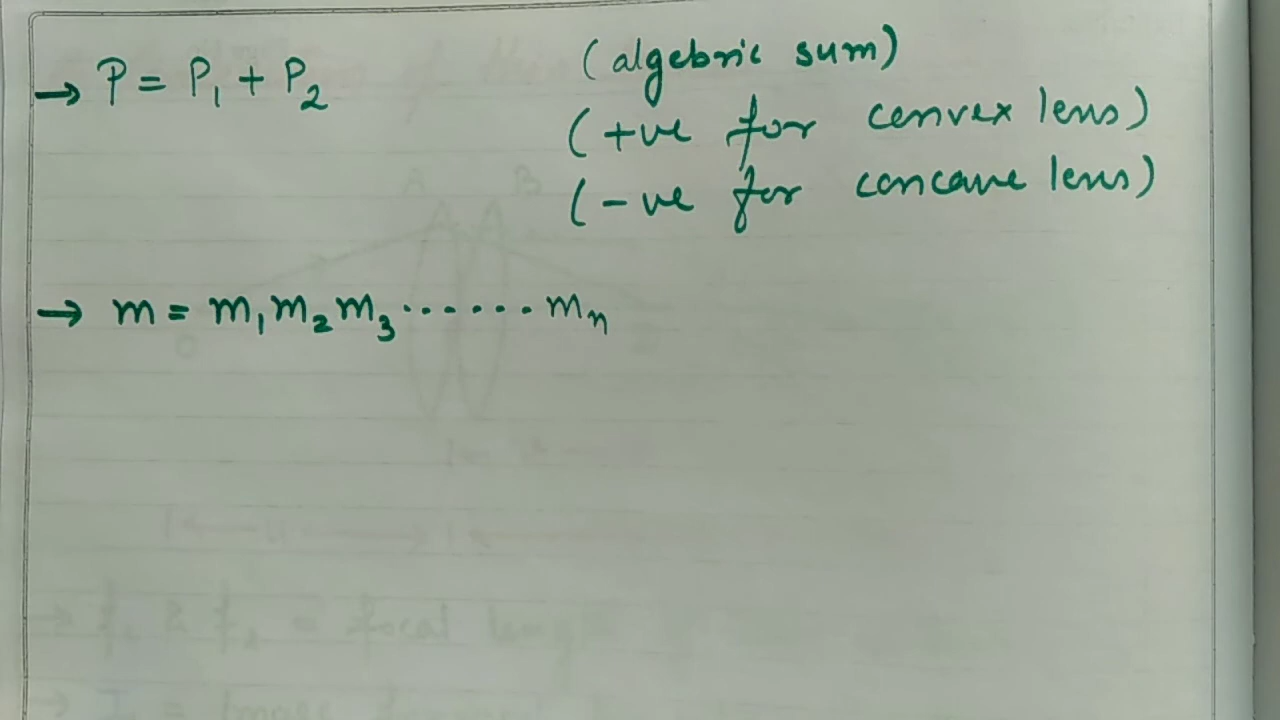 → P = P₁ + P₂ (algebric sum)
(+ve for convex lens)
(-ve for concave lens)
→ m = m₁m₂m₃.......mₙ